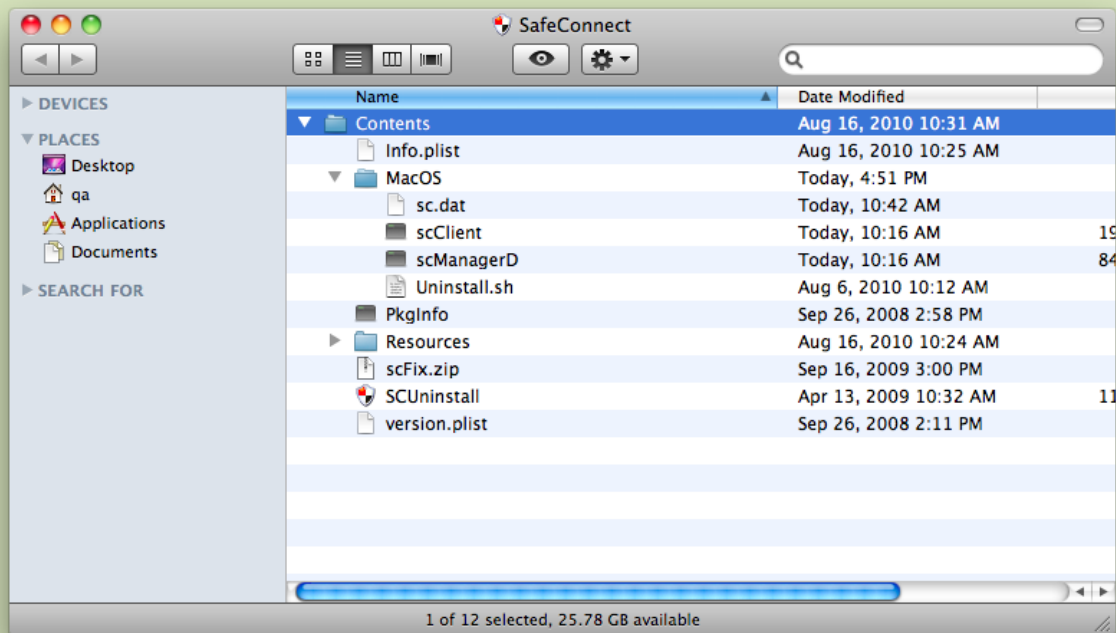 SafeConnect
Name Date Modified
DEVICES
PLACES
Desktop
qa
Applications
Documents
SEARCH FOR
Contents Aug 16, 2010 10:31 AM
Info.plist Aug 16, 2010 10:25 AM
MacOS Today, 4:51 PM
sc.dat Today, 10:42 AM
scClient Today, 10:16 AM 19
scManagerD Today, 10:16 AM 84
Uninstall.sh Aug 6, 2010 10:12 AM
PkgInfo Sep 26, 2008 2:58 PM
Resources Aug 16, 2010 10:24 AM
scFix.zip Sep 16, 2009 3:00 PM
SCUninstall Apr 13, 2009 10:32 AM 11
version.plist Sep 26, 2008 2:11 PM
1 of 12 selected, 25.78 GB available